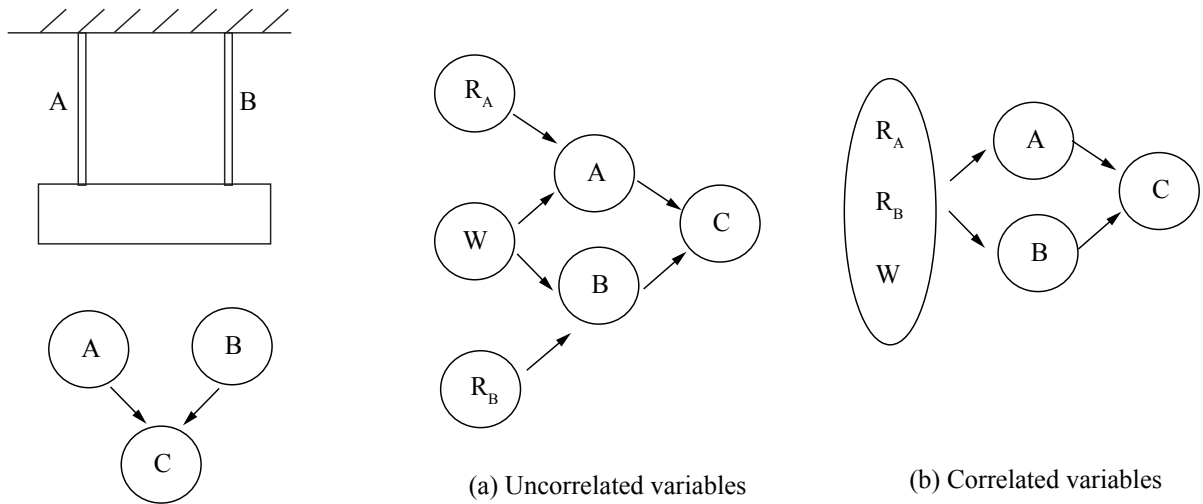 A
B
A
B
C
R_A
W
R_B
A
B
C
(a) Uncorrelated variables
R_A
R_B
W
A
B
C
(b) Correlated variables